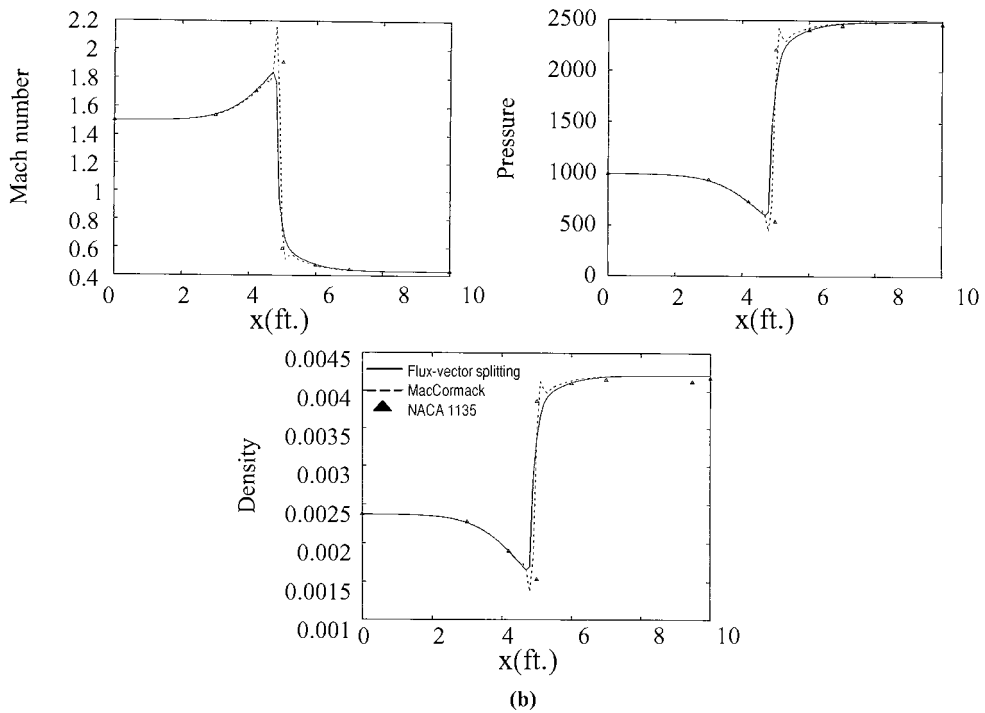 Mach number
2.2
2
1.8
1.4
1.6
1.2
1
0.8
0.6
0.4
0 2 4 6 8 10
x(ft.)
Pressure
2500
2000
1500
1000
500
0
0 2 4 6 8 10
x(ft.)
Density
0.0045
0.004
0.0035
0.003
0.0025
0.002
0.0015
0.001
Flux-vector splitting
MacCormack
NACA 1135
0 2 4 6 8 10
x(ft.)
(b)